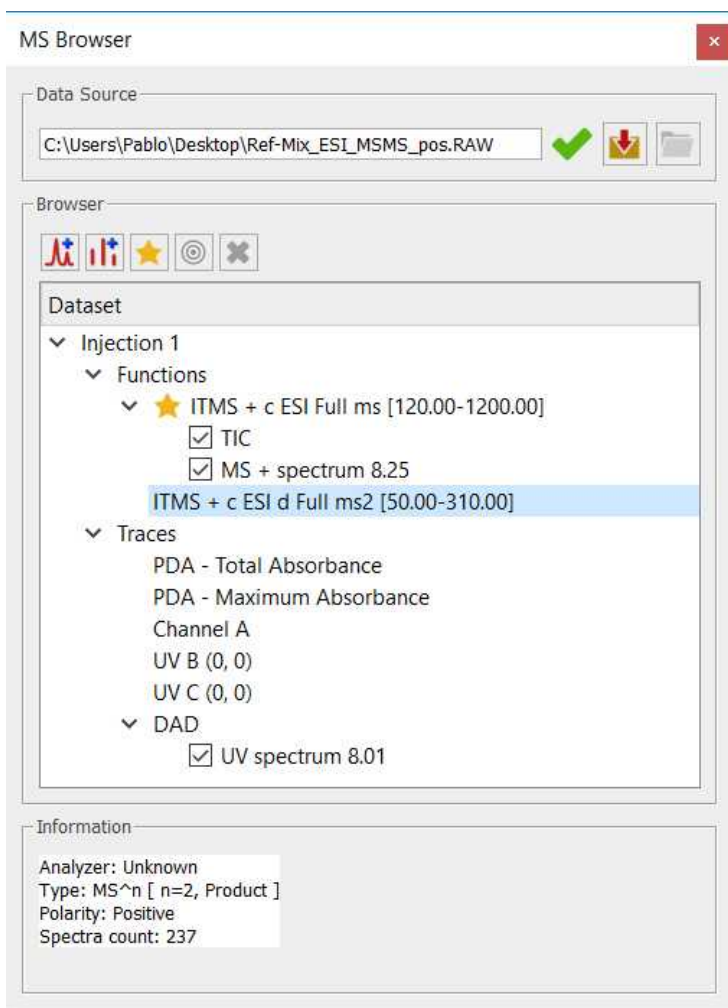 MS Browser
Data Source
C:\Users\Pablo\Desktop\Ref-Mix_ESI_MSMS_pos.RAW
Browser
Dataset
Injection 1
Functions
ITMS + c ESI Full ms [120.00-1200.00]
TIC
MS + spectrum 8.25
ITMS + c ESI d Full ms2 [50.00-310.00]
Traces
PDA - Total Absorbance
PDA - Maximum Absorbance
Channel A
UV B (0, 0)
UV C (0, 0)
DAD
UV spectrum 8.01
Information
Analyzer: Unknown
Type: MS^n [ n=2, Product ]
Polarity: Positive
Spectra count: 237